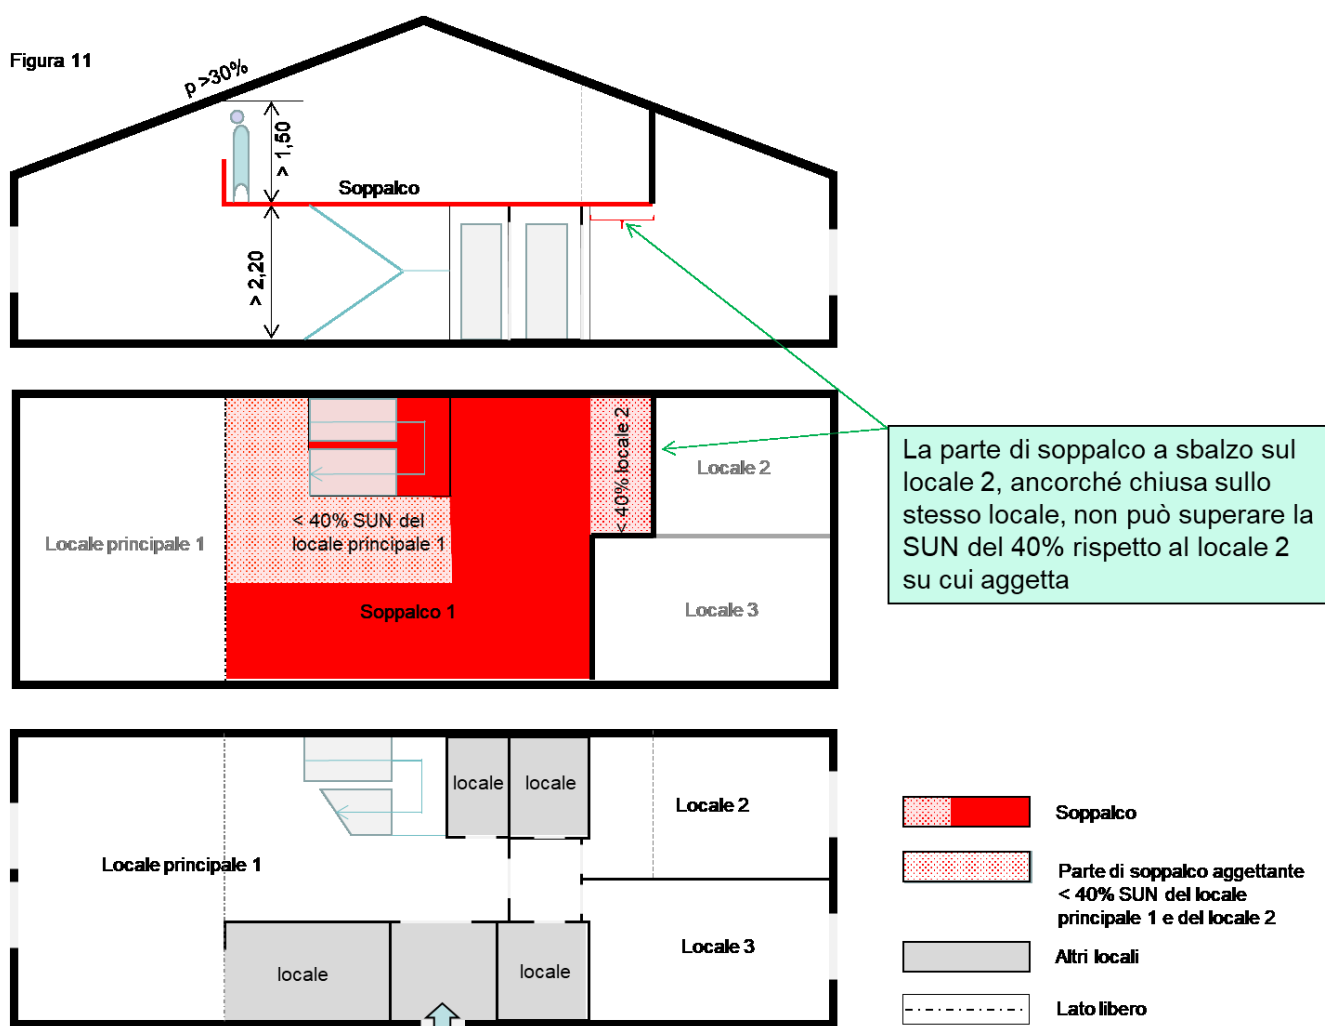 Figura 11
p >30%
> 1,50
Soppalco
> 2,20
Locale principale 1
< 40% SUN del
locale principale 1
< 40% locale 2
Locale 2
Soppalco 1
Locale 3
La parte di soppalco a sbalzo sul
locale 2, ancorché chiusa sullo
stesso locale, non può superare la
SUN del 40% rispetto al locale 2
su cui aggetta
locale
locale
Locale 2
Locale principale 1
Locale 3
locale
locale
Soppalco
Parte di soppalco aggettante
< 40% SUN del locale
principale 1 e del locale 2
Altri locali
Lato libero